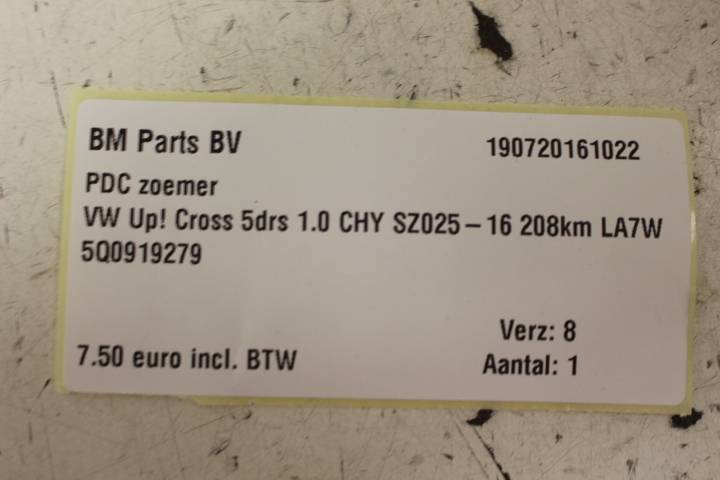 BM Parts BV 190720161022
PDC zoemer
VW Up! Cross 5drs 1.0 CHY SZ025-16 208km LA7W
5Q0919279
Verz: 8
7.50 euro incl. BTW Aantal: 1